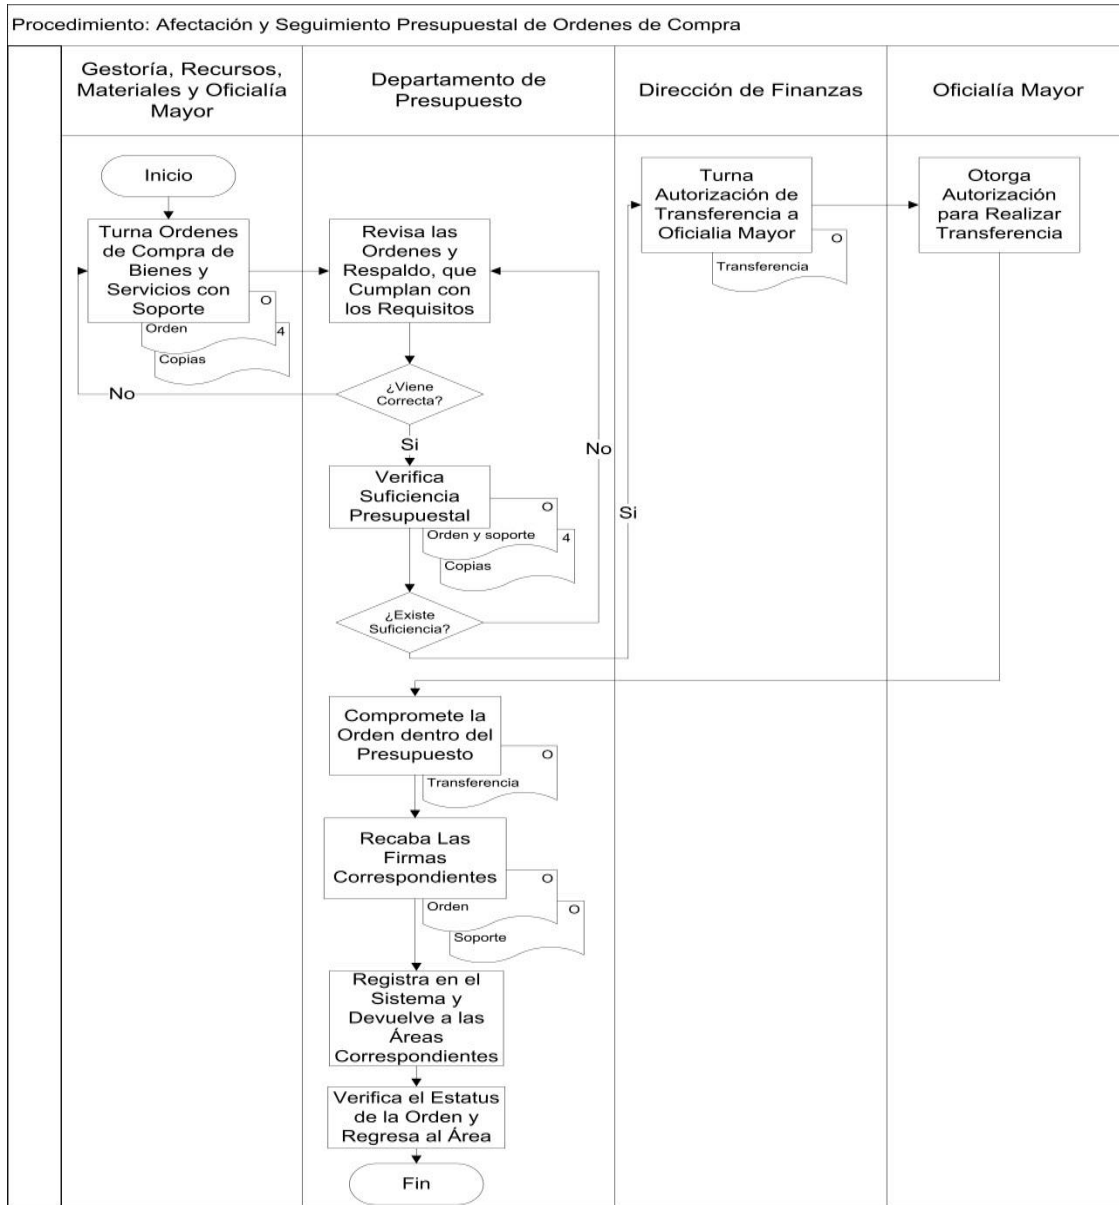 Procedimiento: Afectación y Seguimiento Presupuestal de Ordenes de Compra
Gestoría, Recursos,
Materiales y Oficialía
Mayor
Departamento de
Presupuesto
Dirección de Finanzas
Oficialía Mayor
Inicio
Turna Ordenes
de Compra de
Bienes y
Servicios con
Soporte
O
Orden
4
Copias
Revisa las
Ordenes y
Respaldo, que
Cumplan con
los Requisitos
¿Viene
Correcta?
No
Si
Verifica
Suficiencia
Presupuestal
O
Orden y soporte
4
Copias
¿Existe
Suficiencia?
No
Si
Turna
Autorización de
Transferencia a
Oficialia Mayor
O
Transferencia
Otorga
Autorización
para Realizar
Transferencia
Compromete la
Orden dentro del
Presupuesto
O
Transferencia
Recaba Las
Firmas
Correspondientes
O
Orden
O
Soporte
Registra en el
Sistema y
Devuelve a las
Áreas
Correspondientes
Verifica el Estatus
de la Orden y
Regresa al Área
Fin